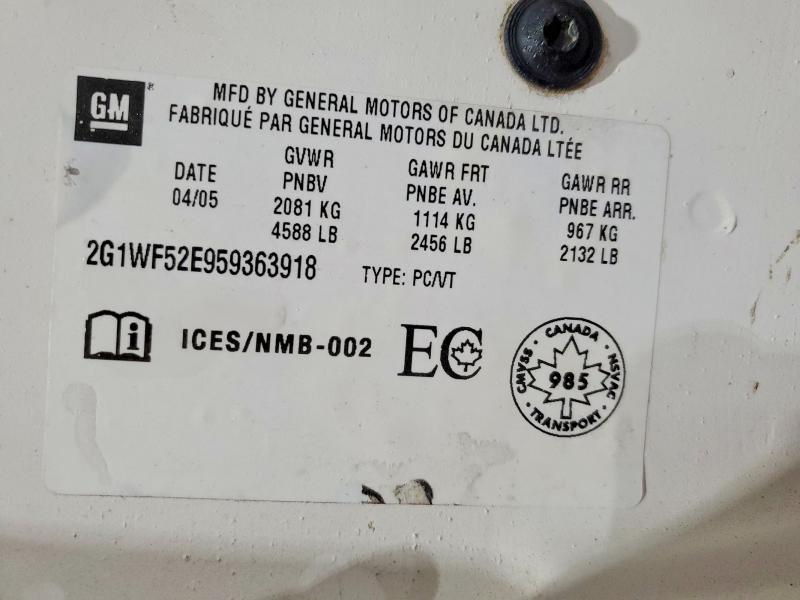 GM
MFD BY GENERAL MOTORS OF CANADA LTD.
FABRIQUÉ PAR GENERAL MOTORS DU CANADA LTÉE
DATE
04/05
GVWR
PNBV
2081 KG
4588 LB
GAWR FRT
PNBE AV.
1114 KG
2456 LB
GAWR RR
PNBE ARR.
967 KG
2132 LB
2G1WF52E959363918
TYPE: PC/VT
i ICES/NMB-002 EC
CANADA
CMVSS · NSVAC
985
TRANSPORT